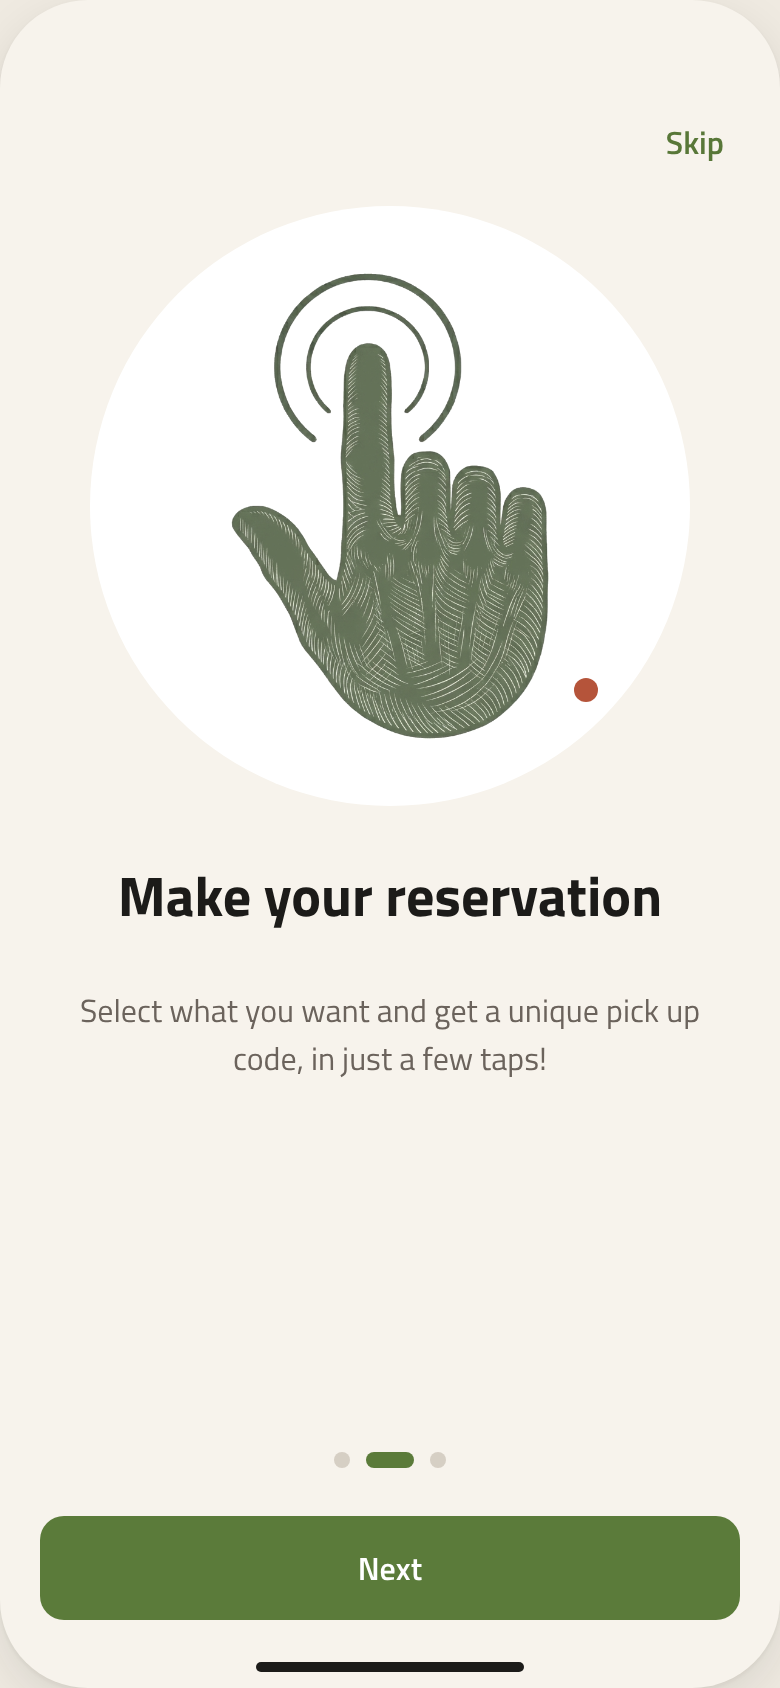 Skip
Make your reservation
Select what you want and get a unique pick up
code, in just a few taps!
Next